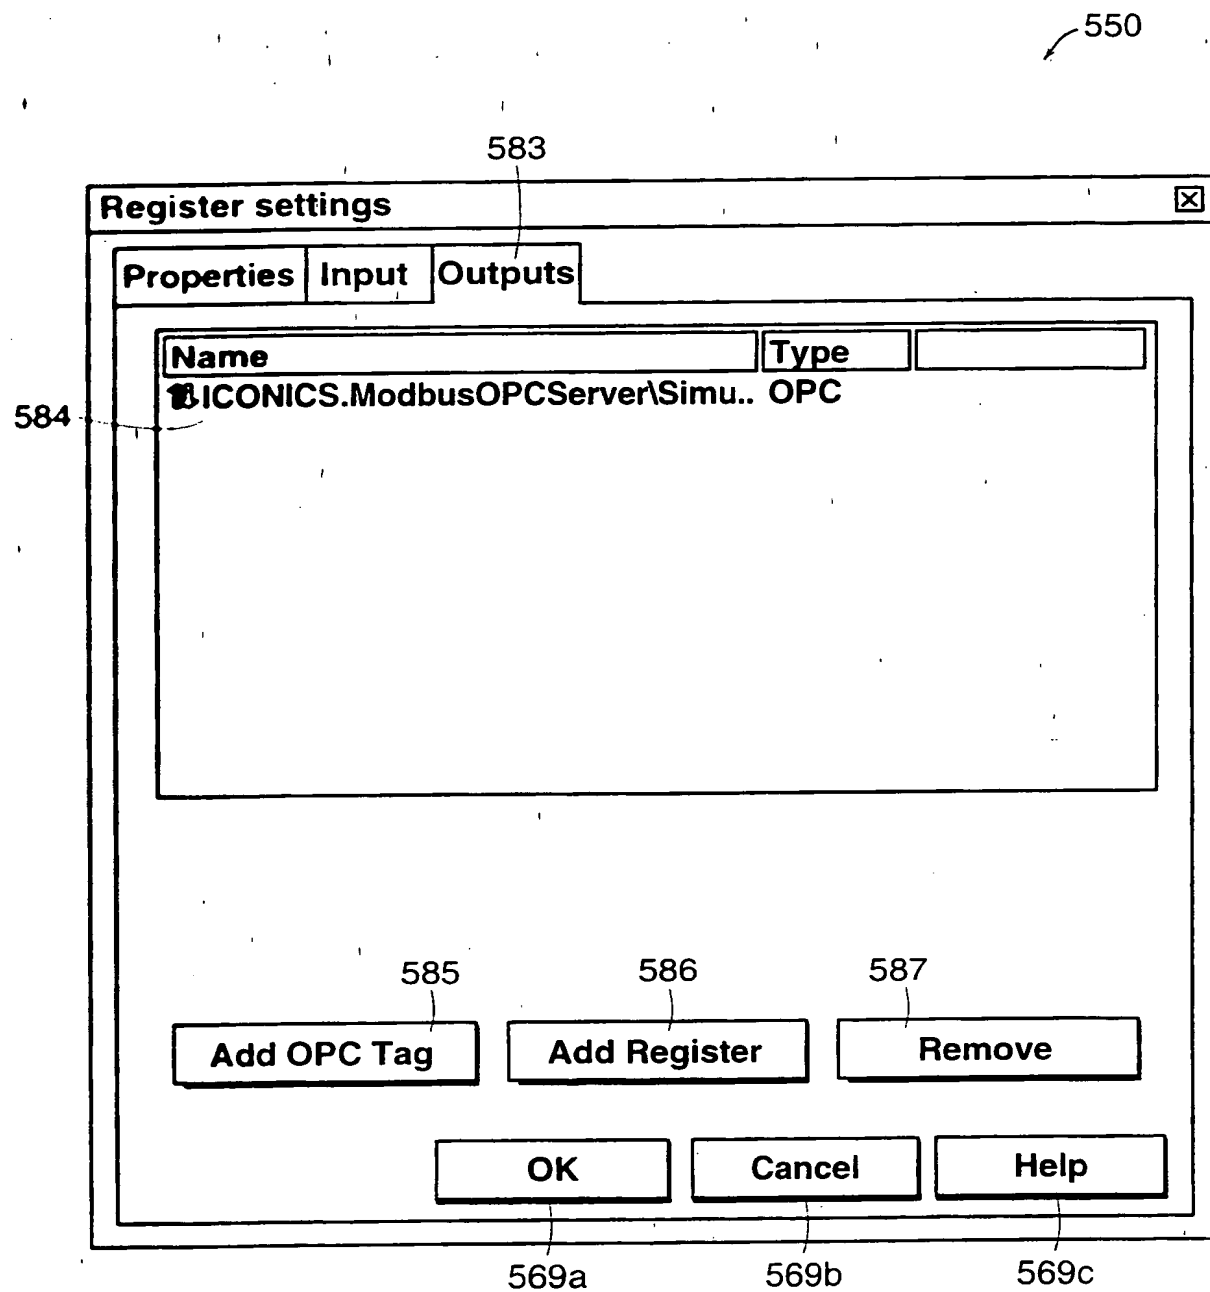 550
583
Register settings
Properties Input Outputs
Name Type
584 ICONICS.ModbusOPCServer\Simu.. OPC
585 586 587
Add OPC Tag Add Register Remove
OK Cancel Help
569a 569b 569c